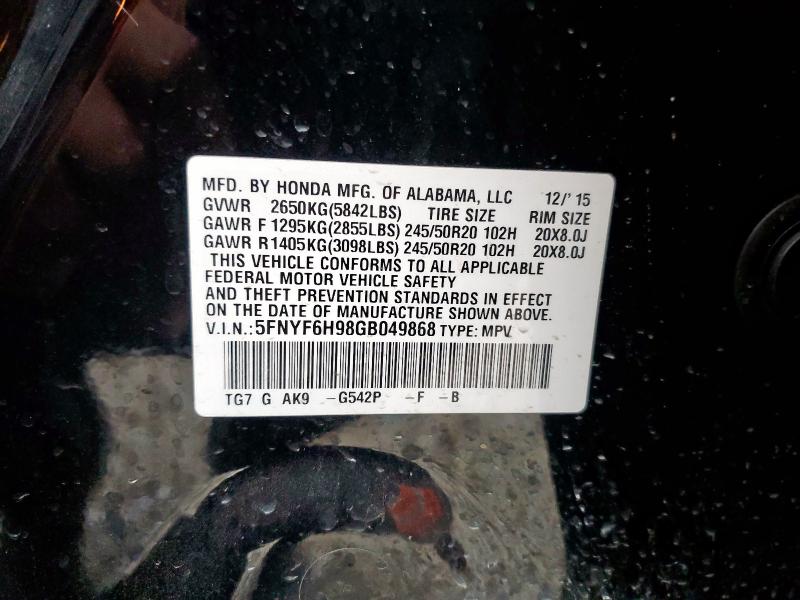 MFD. BY HONDA MFG. OF ALABAMA, LLC 12/'15
GVWR 2650KG(5842LBS) TIRE SIZE RIM SIZE
GAWR F 1295KG(2855LBS) 245/50R20 102H 20X8.0J
GAWR R 1405KG(3098LBS) 245/50R20 102H 20X8.0J
THIS VEHICLE CONFORMS TO ALL APPLICABLE
FEDERAL MOTOR VEHICLE SAFETY
AND THEFT PREVENTION STANDARDS IN EFFECT
ON THE DATE OF MANUFACTURE SHOWN ABOVE.
V.I.N.: 5FNYF6H98GB049868 TYPE: MPV
TG7 G AK9 -G542P -F -B